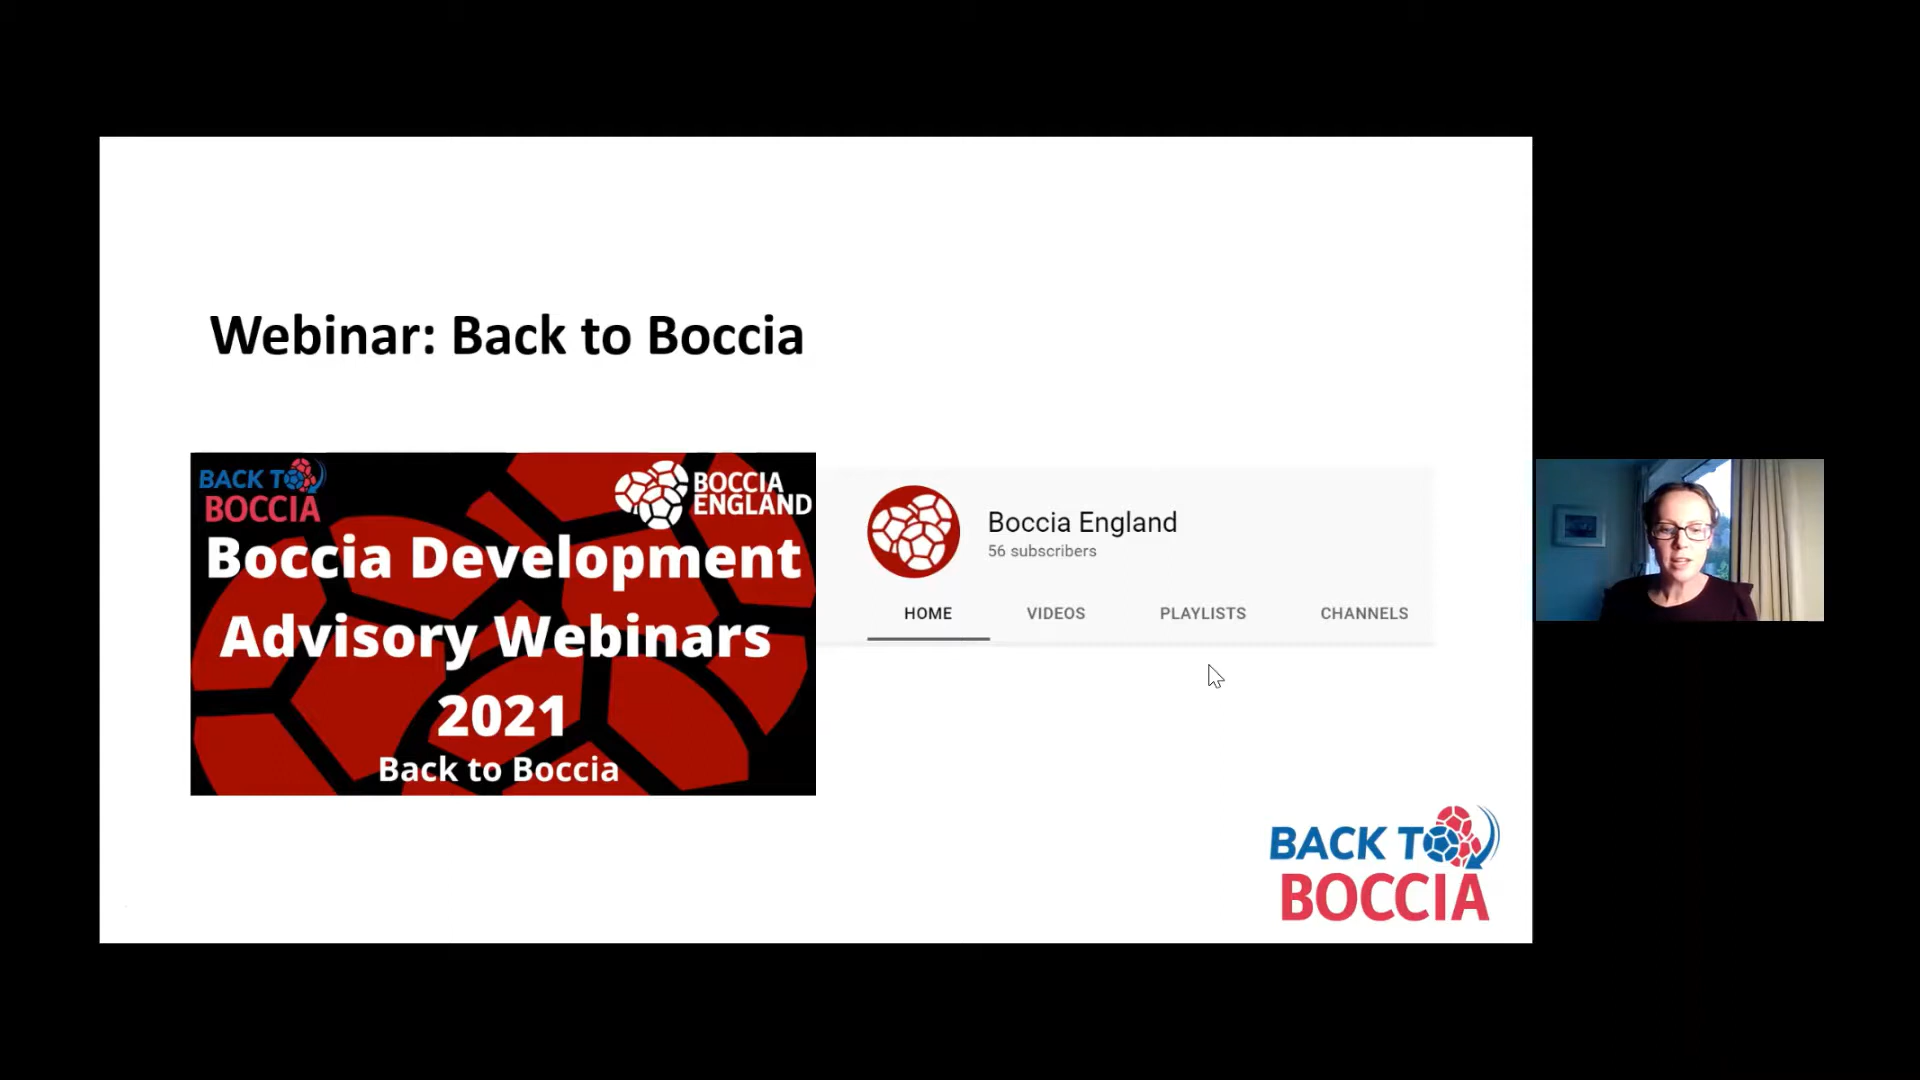 Webinar: Back to Boccia
BACK TO
BOCCIA
BOCCIA
ENGLAND
Boccia Development
Advisory Webinars
2021
Back to Boccia
Boccia England
56 subscribers
HOME VIDEOS PLAYLISTS CHANNELS
BACK TO
BOCCIA